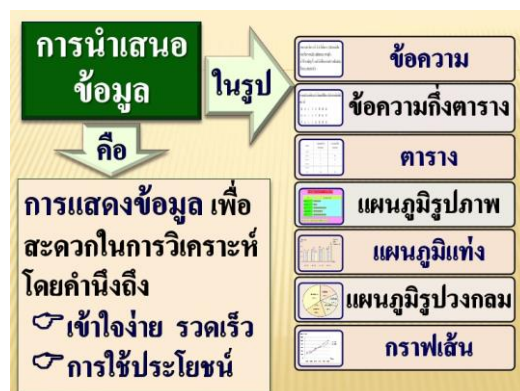 การนำเสนอ
ข้อมูล
ในรูป
คือ
การแสดงข้อมูล เพื่อ
สะดวกในการวิเคราะห์
โดยคำนึงถึง
เข้าใจง่าย รวดเร็ว
การใช้ประโยชน์
ข้อความ
ข้อความกึ่งตาราง
ตาราง
แผนภูมิรูปภาพ
แผนภูมิแท่ง
แผนภูมิรูปวงกลม
กราฟเส้น